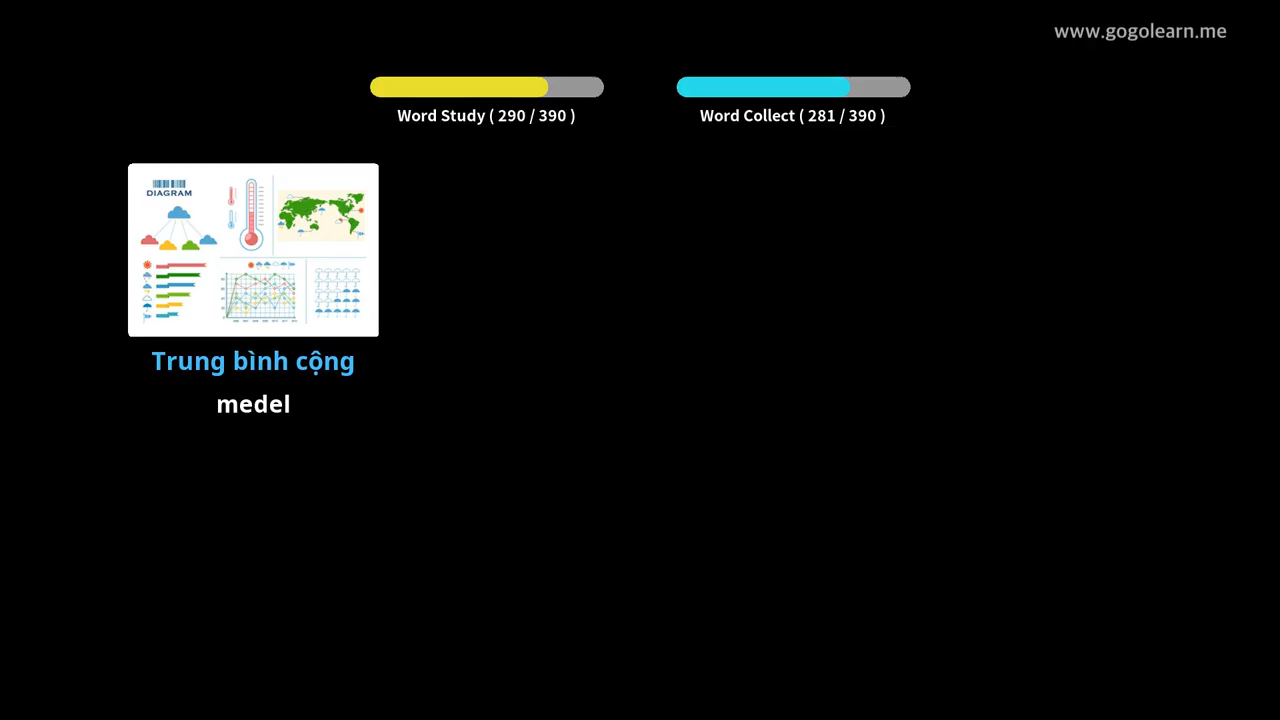 www.gogolearn.me
Word Study ( 290 / 390 )
Word Collect ( 281 / 390 )
DIAGRAM
Trung bình cộng
medel